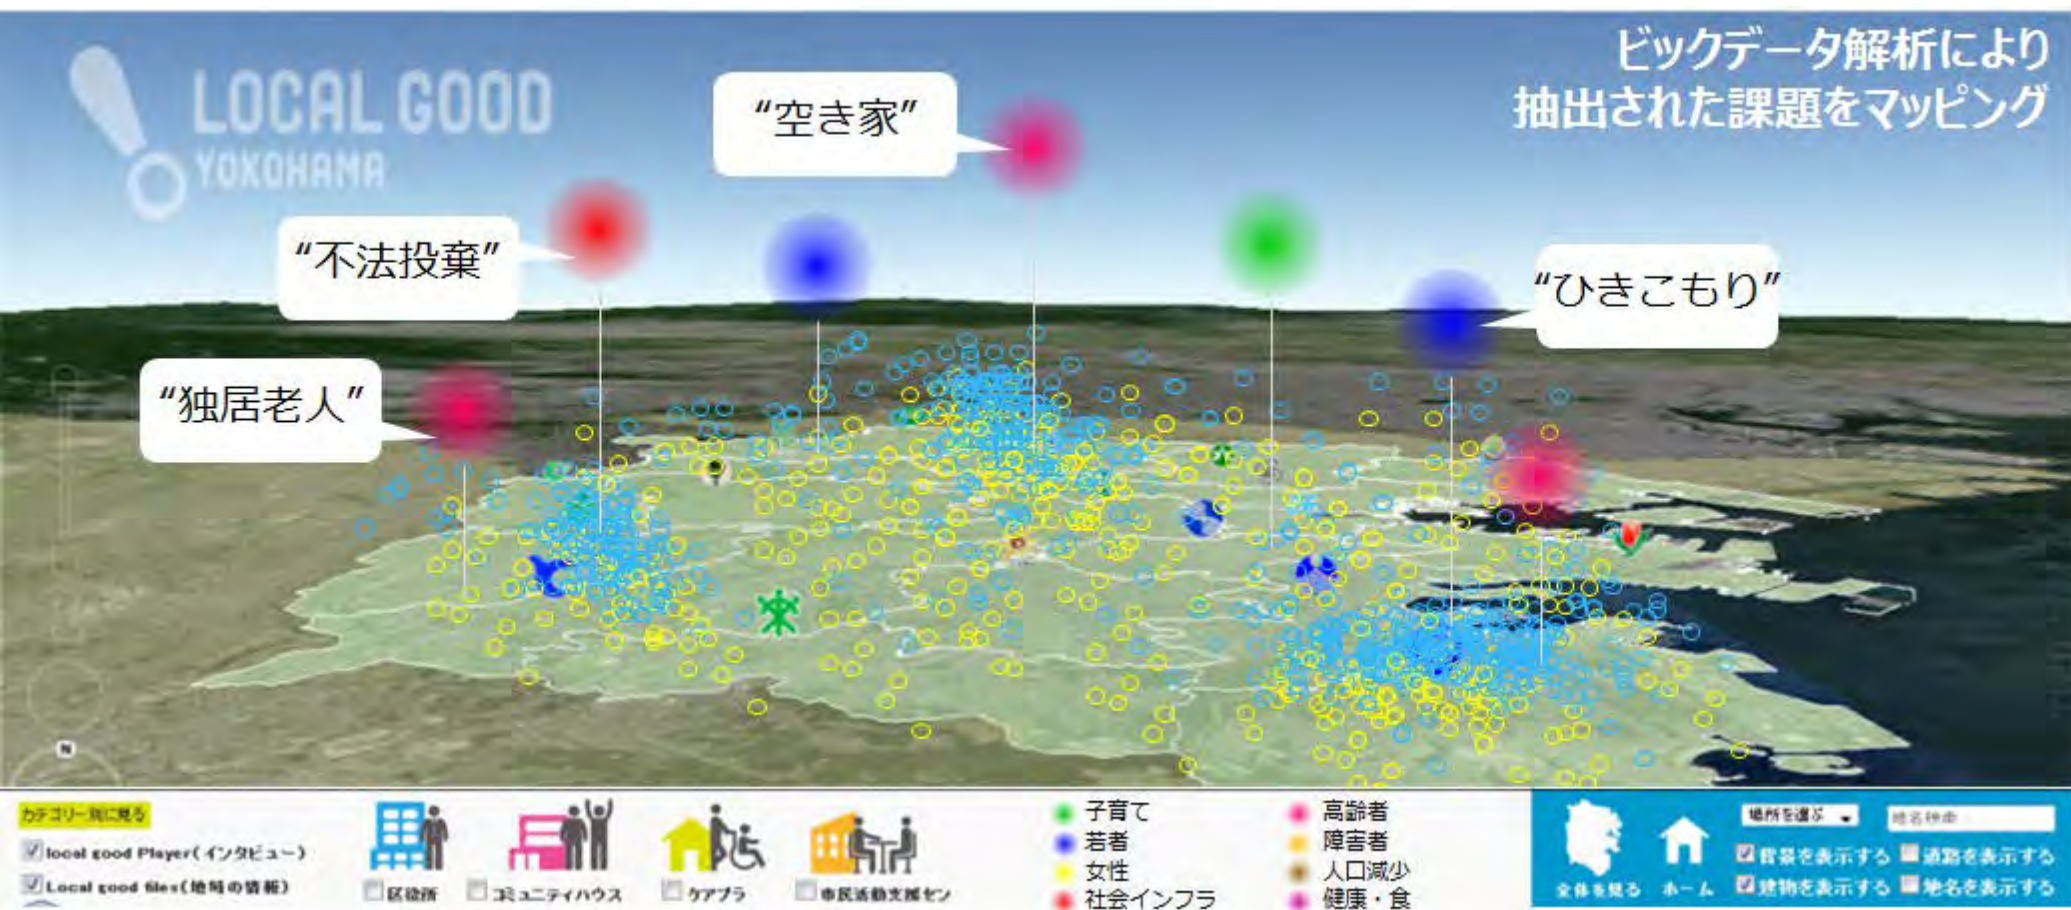 LOCAL GOOD
YOKOHAMA
ビックデータ解析により
抽出された課題をマッピング
“空き家”
“不法投棄”
“ひきこもり”
“独居老人”
N
カテゴリー別に見る
local good Player(インタビュー)
Local good files(地域の情報)
区役所
コミュニティハウス
ケアプラ
市民活動支援セン
子育て
若者
女性
社会インフラ
高齢者
障害者
人口減少
健康・食
全体を見る
ホーム
場所を選ぶ
地名検索
背景を表示する
道路を表示する
建物を表示する
地名を表示する